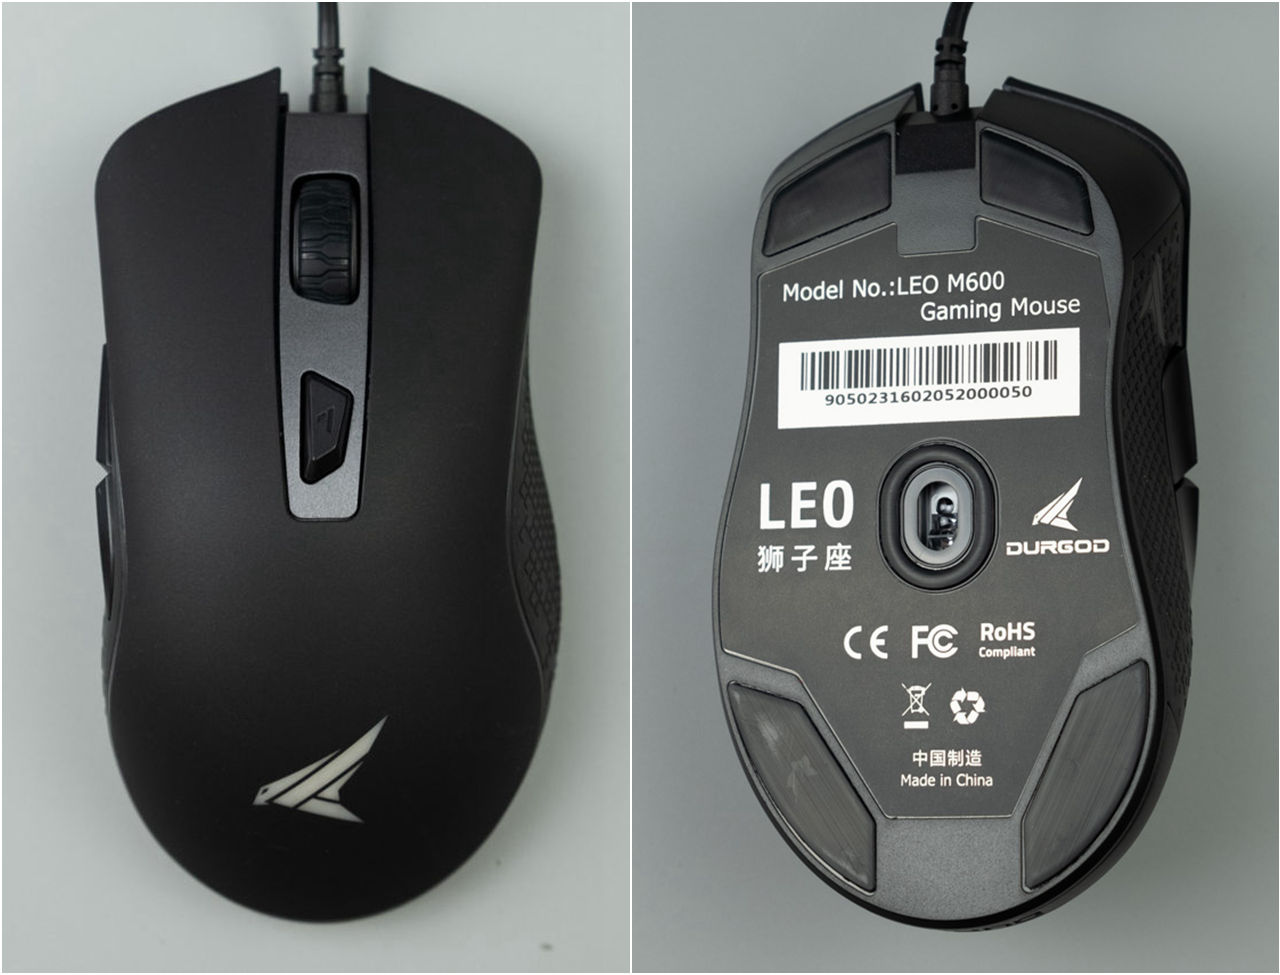 Model No.:LEO M600
Gaming Mouse
9050231602052000050
LEO
狮子座
DURGOD
CE FC RoHS
Compliant
中国制造
Made in China